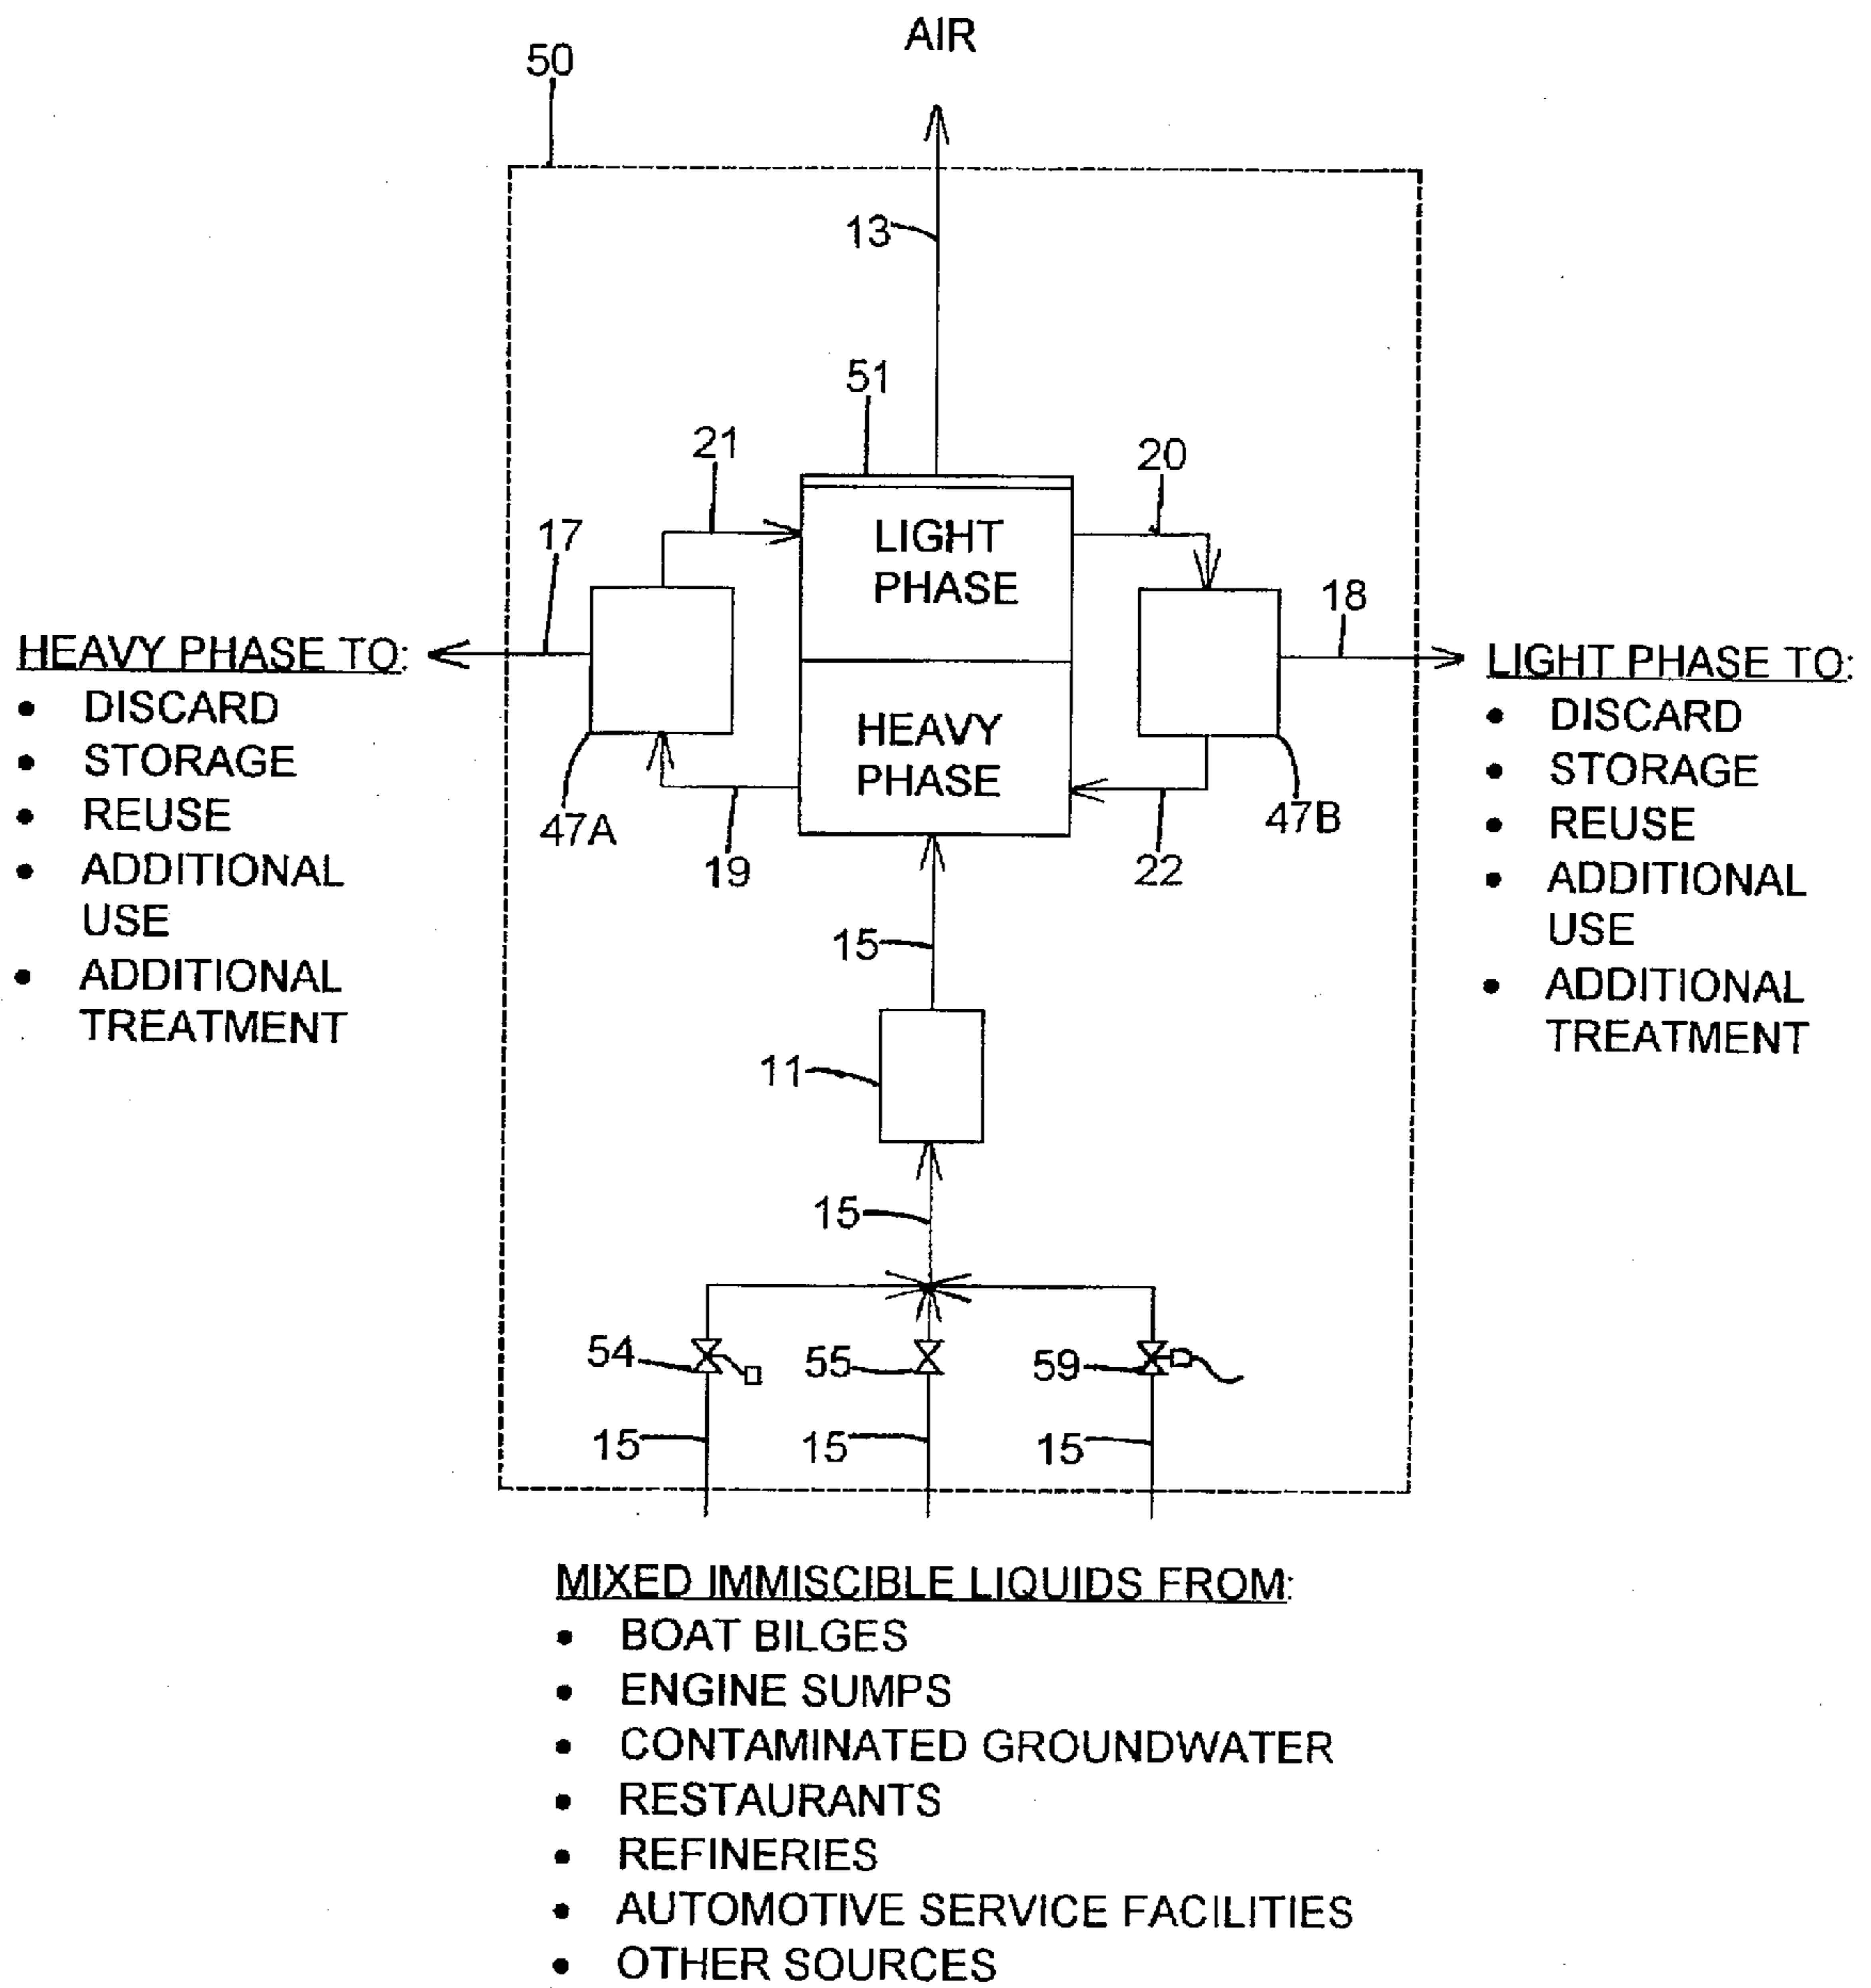 AIR
50
13
51
21
20
17
18
LIGHT
PHASE
HEAVY PHASE TO:
• DISCARD
• STORAGE
• REUSE
• ADDITIONAL
USE
• ADDITIONAL
TREATMENT
HEAVY
PHASE
LIGHT PHASE TO:
• DISCARD
• STORAGE
• REUSE
• ADDITIONAL
USE
• ADDITIONAL
TREATMENT
47A
19
22
47B
15
11
15
54
55
59
15
15
15
MIXED IMMISCIBLE LIQUIDS FROM:
• BOAT BILGES
• ENGINE SUMPS
• CONTAMINATED GROUNDWATER
• RESTAURANTS
• REFINERIES
• AUTOMOTIVE SERVICE FACILITIES
• OTHER SOURCES